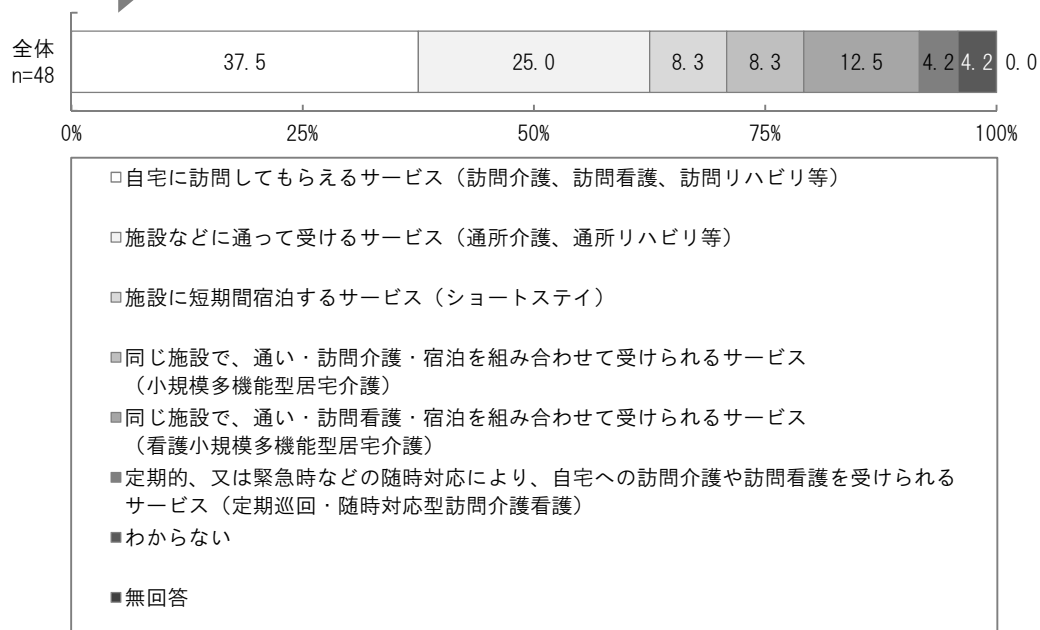 全体
n=48
37.5 25.0 8.3 8.3 12.5 4.2 4.2 0.0
0% 25% 50% 75% 100%
□自宅に訪問してもらえるサービス（訪問介護、訪問看護、訪問リハビリ等）
□施設などに通って受けるサービス（通所介護、通所リハビリ等）
■施設に短期間宿泊するサービス（ショートステイ）
■同じ施設で、通い・訪問介護・宿泊を組み合わせて受けられるサービス
（小規模多機能型居宅介護）
■同じ施設で、通い・訪問看護・宿泊を組み合わせて受けられるサービス
（看護小規模多機能型居宅介護）
■定期的、又は緊急時などの随時対応により、自宅への訪問介護や訪問看護を受けられる
サービス（定期巡回・随時対応型訪問介護看護）
■わからない
■無回答